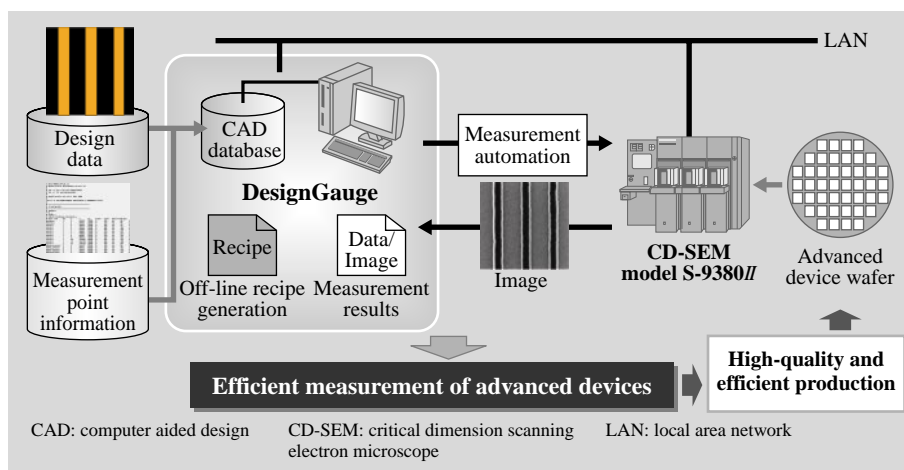 LAN
Design
data
CAD
database
DesignGauge
Measurement
automation
Recipe
Off-line recipe
generation
Data/
Image
Measurement
results
Image
CD-SEM
model S-9380II
Advanced
device wafer
Measurement
point
information
Efficient measurement of advanced devices
High-quality and
efficient production
CAD: computer aided design
CD-SEM: critical dimension scanning
electron microscope
LAN: local area network